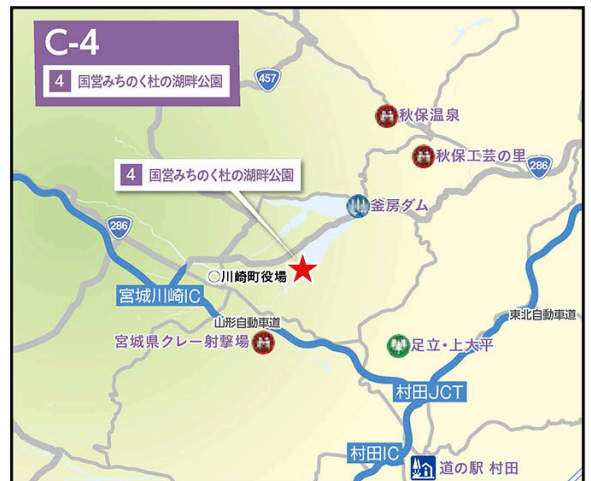 C-4
4 国営みちのく杜の湖畔公園
457
秋保温泉
秋保工芸の里
286
4 国営みちのく杜の湖畔公園
釜房ダム
286
○川崎町役場
宮城川崎IC
山形自動車道
東北自動車道
宮城県クレー射撃場
足立・上大平
村田JCT
村田IC
道の駅 村田